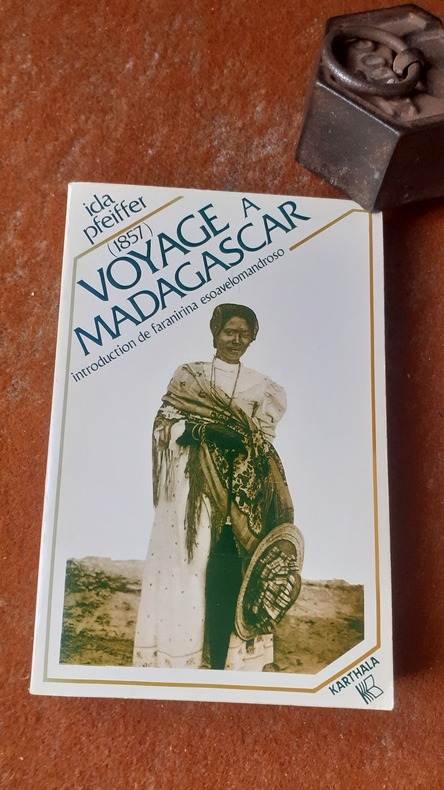 ida
pfeiffer
(1857)
VOYAGE A
MADAGASCAR
introduction de faranirina esoavelomandroso
KARTHALA